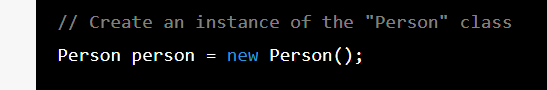 // Create an instance of the "Person" class
Person person = new Person();